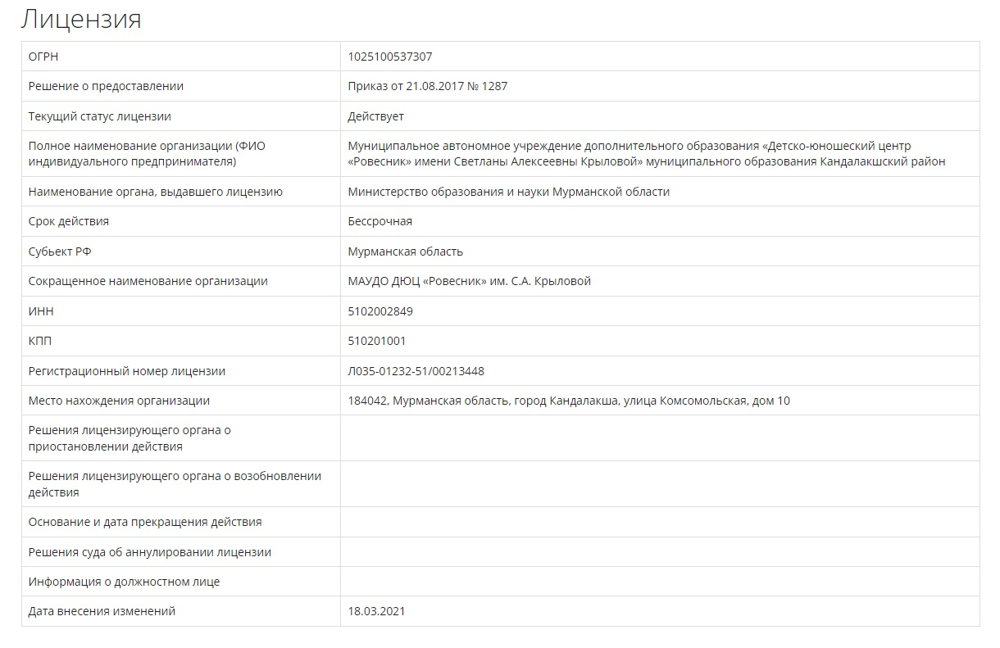 Лицензия
ОГРН 1025100537307
Решение о предоставлении Приказ от 21.08.2017 № 1287
Текущий статус лицензии Действует
Полное наименование организации (ФИО
индивидуального предпринимателя)
Муниципальное автономное учреждение дополнительного образования «Детско-юношеский центр
«Ровесник» имени Светланы Алексеевны Крыловой» муниципального образования Кандалакшский район
Наименование органа, выдавшего лицензию Министерство образования и науки Мурманской области
Срок действия Бессрочная
Субьект РФ Мурманская область
Сокращенное наименование организации МАУДО ДЮЦ «Ровесник» им. С.А. Крыловой
ИНН 5102002849
КПП 510201001
Регистрационный номер лицензии Л035-01232-51/00213448
Место нахождения организации 184042, Мурманская область, город Кандалакша, улица Комсомольская, дом 10
Решения лицензирующего органа о
приостановлении действия
Решения лицензирующего органа о возобновлении
действия
Основание и дата прекращения действия
Решения суда об аннулировании лицензии
Информация о должностном лице
Дата внесения изменений 18.03.2021